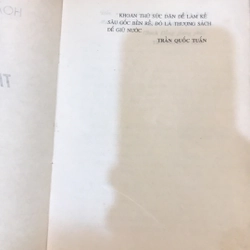 KHOAN THƯ SỨC DÂN ĐỂ LÀM KẾ
SÂU GỐC BỀN RỄ, ĐÓ LÀ THƯỢNG SÁCH
ĐỂ GIỮ NƯỚC
TRẦN QUỐC TUẤN